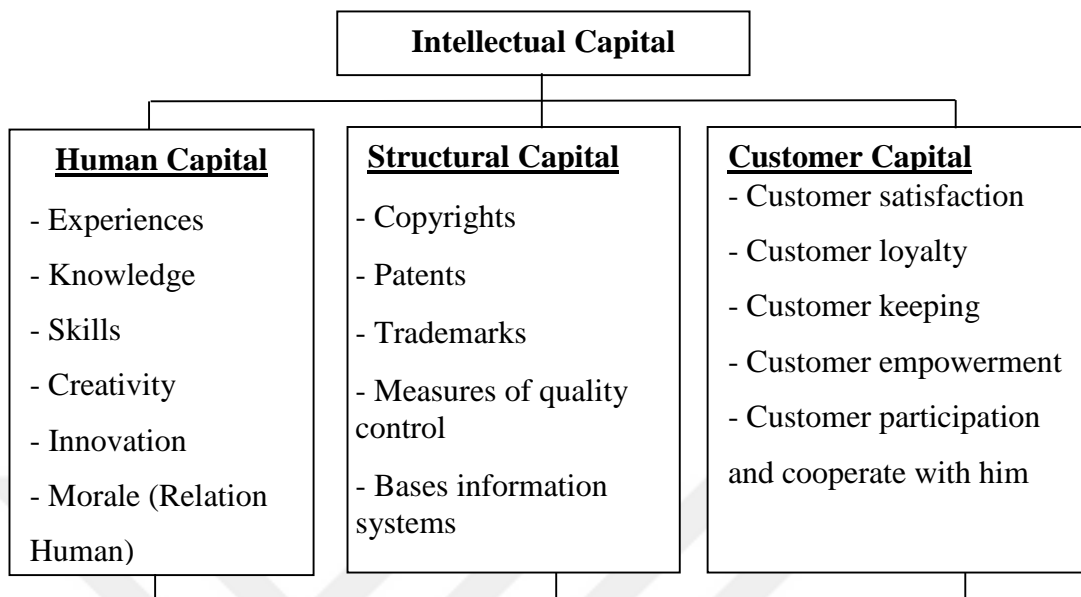 Intellectual Capital
Human Capital
- Experiences
- Knowledge
- Skills
- Creativity
- Innovation
- Morale (Relation
Human)
Structural Capital
- Copyrights
- Patents
- Trademarks
- Measures of quality
control
- Bases information
systems
Customer Capital
- Customer satisfaction
- Customer loyalty
- Customer keeping
- Customer empowerment
- Customer participation
and cooperate with him